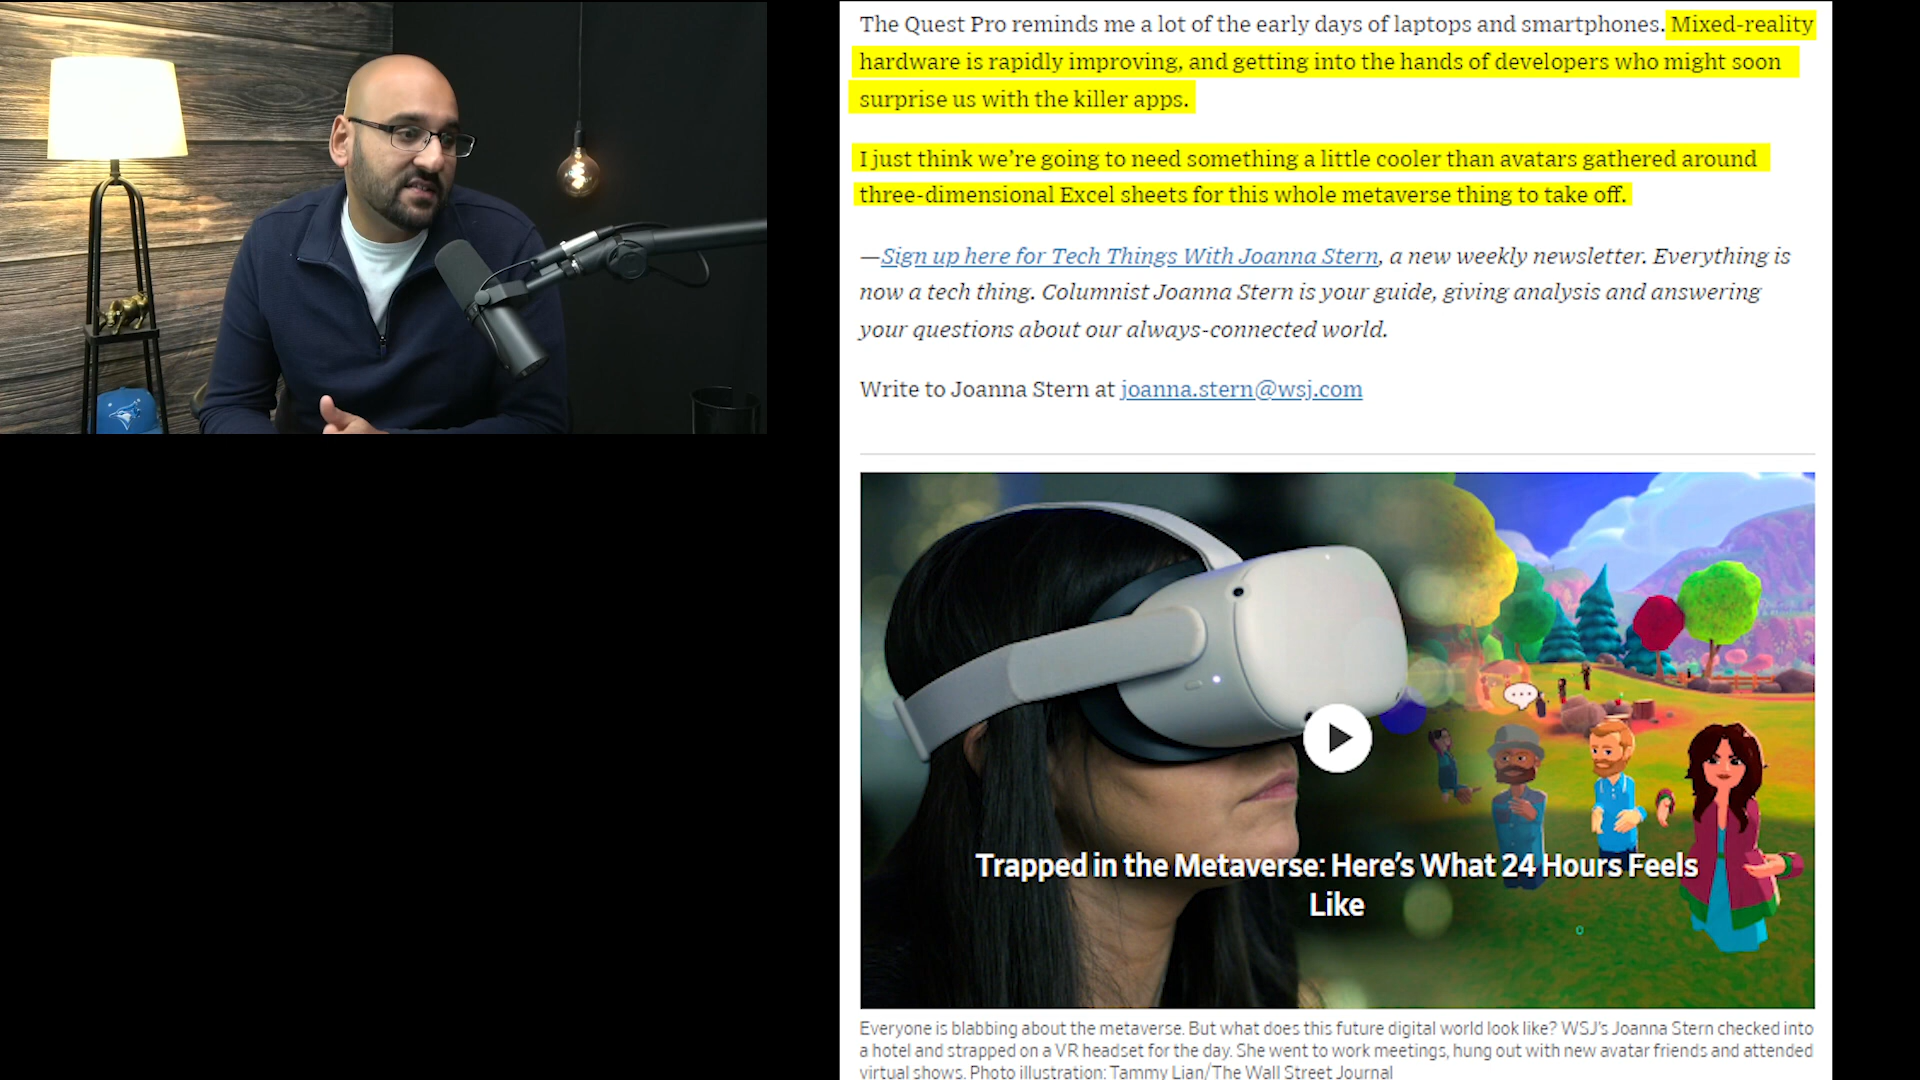 The Quest Pro reminds me a lot of the early days of laptops and smartphones. Mixed-reality
hardware is rapidly improving, and getting into the hands of developers who might soon
surprise us with the killer apps.
I just think we’re going to need something a little cooler than avatars gathered around
three-dimensional Excel sheets for this whole metaverse thing to take off.
—Sign up here for Tech Things With Joanna Stern, a new weekly newsletter. Everything is
now a tech thing. Columnist Joanna Stern is your guide, giving analysis and answering
your questions about our always-connected world.
Write to Joanna Stern at joanna.stern@wsj.com
Trapped in the Metaverse: Here’s What 24 Hours Feels
Like
Everyone is blabbing about the metaverse. But what does this future digital world look like? WSJ’s Joanna Stern checked into
a hotel and strapped on a VR headset for the day. She went to work meetings, hung out with new avatar friends and attended
virtual shows. Photo illustration: Tammy Lian/The Wall Street Journal